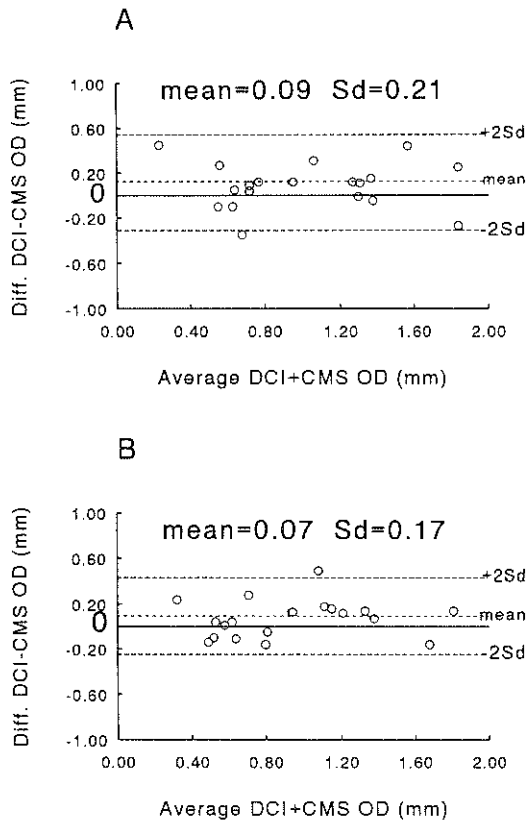 A
mean=0.09 Sd=0.21
Diff. DCI-CMS OD (mm)
1.00
0.60
0.20
0
-0.20
-0.60
-1.00
+2Sd
mean
-2Sd
0.00 0.40 0.80 1.20 1.60 2.00
Average DCI+CMS OD (mm)
B
mean=0.07 Sd=0.17
Diff. DCI-CMS OD (mm)
1.00
0.60
0.20
0
-0.20
-0.60
-1.00
+2Sd
mean
-2Sd
0.00 0.40 0.80 1.20 1.60 2.00
Average DCI+CMS OD (mm)